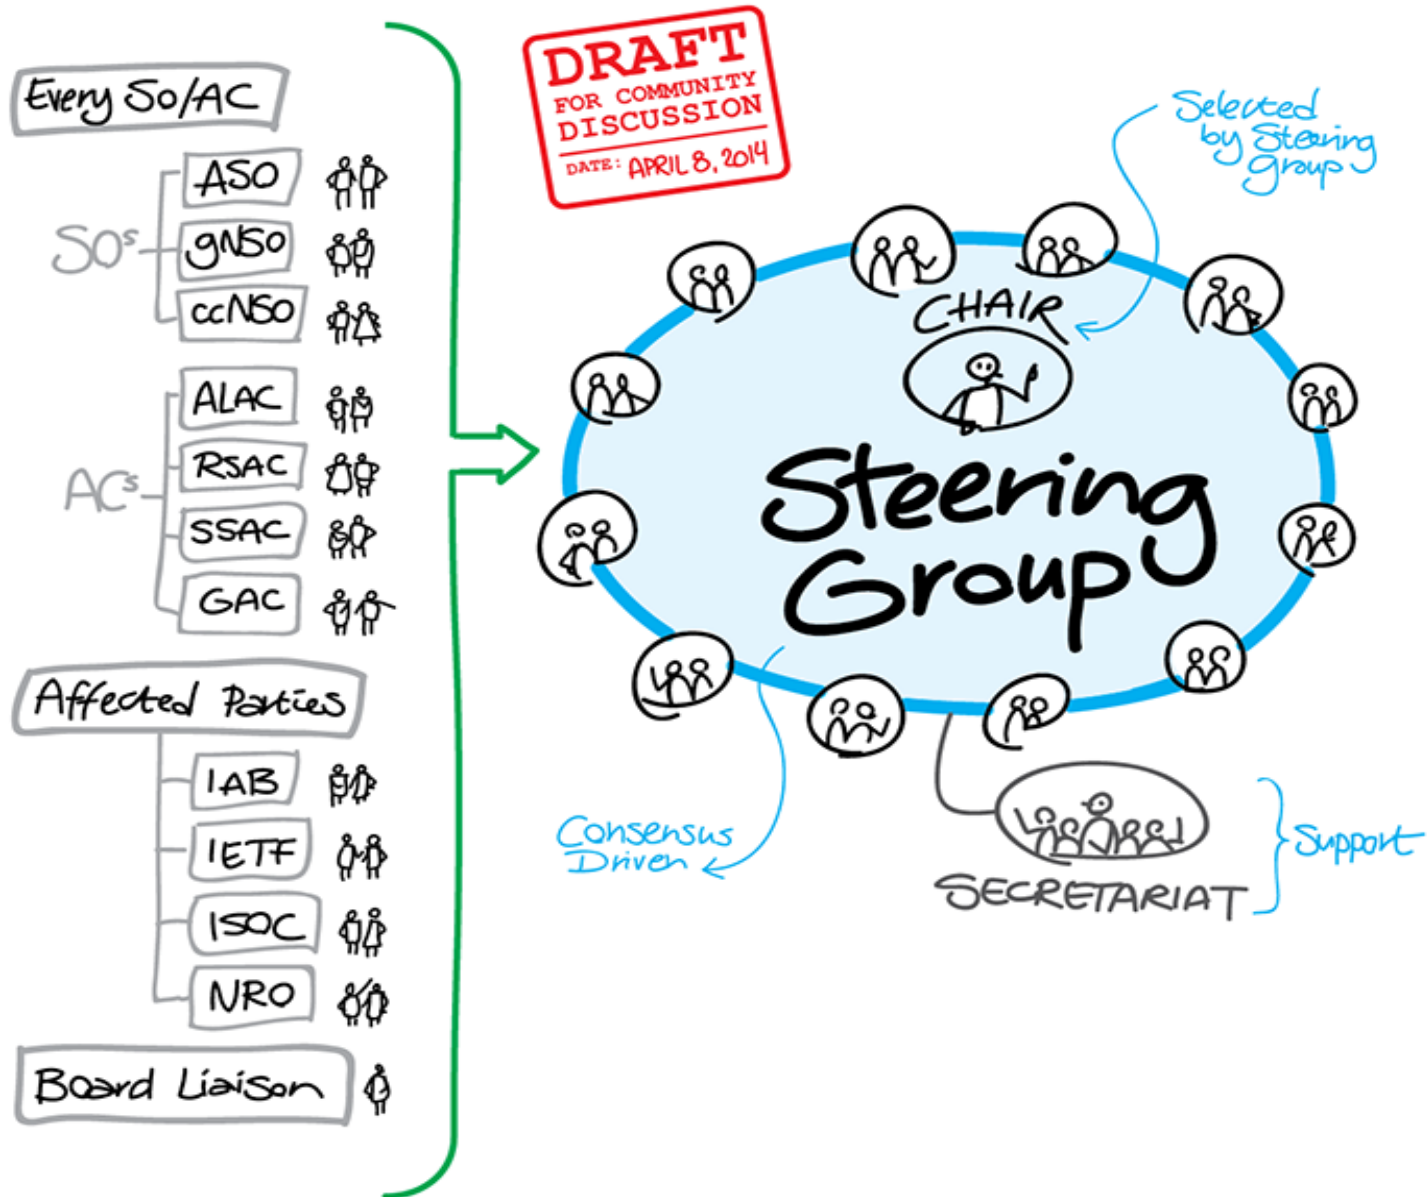 Every SO/AC
SOs
ASO
gNSO
ccNSO
ACs
ALAC
RSAC
SSAC
GAC
Affected Parties
IAB
IETF
ISOC
NRO
Board Liaison
DRAFT
FOR COMMUNITY
DISCUSSION
DATE: APRIL 8, 2014
Selected
by Steering
Group
CHAIR
Steering
Group
Consensus
Driven
SECRETARIAT
Support